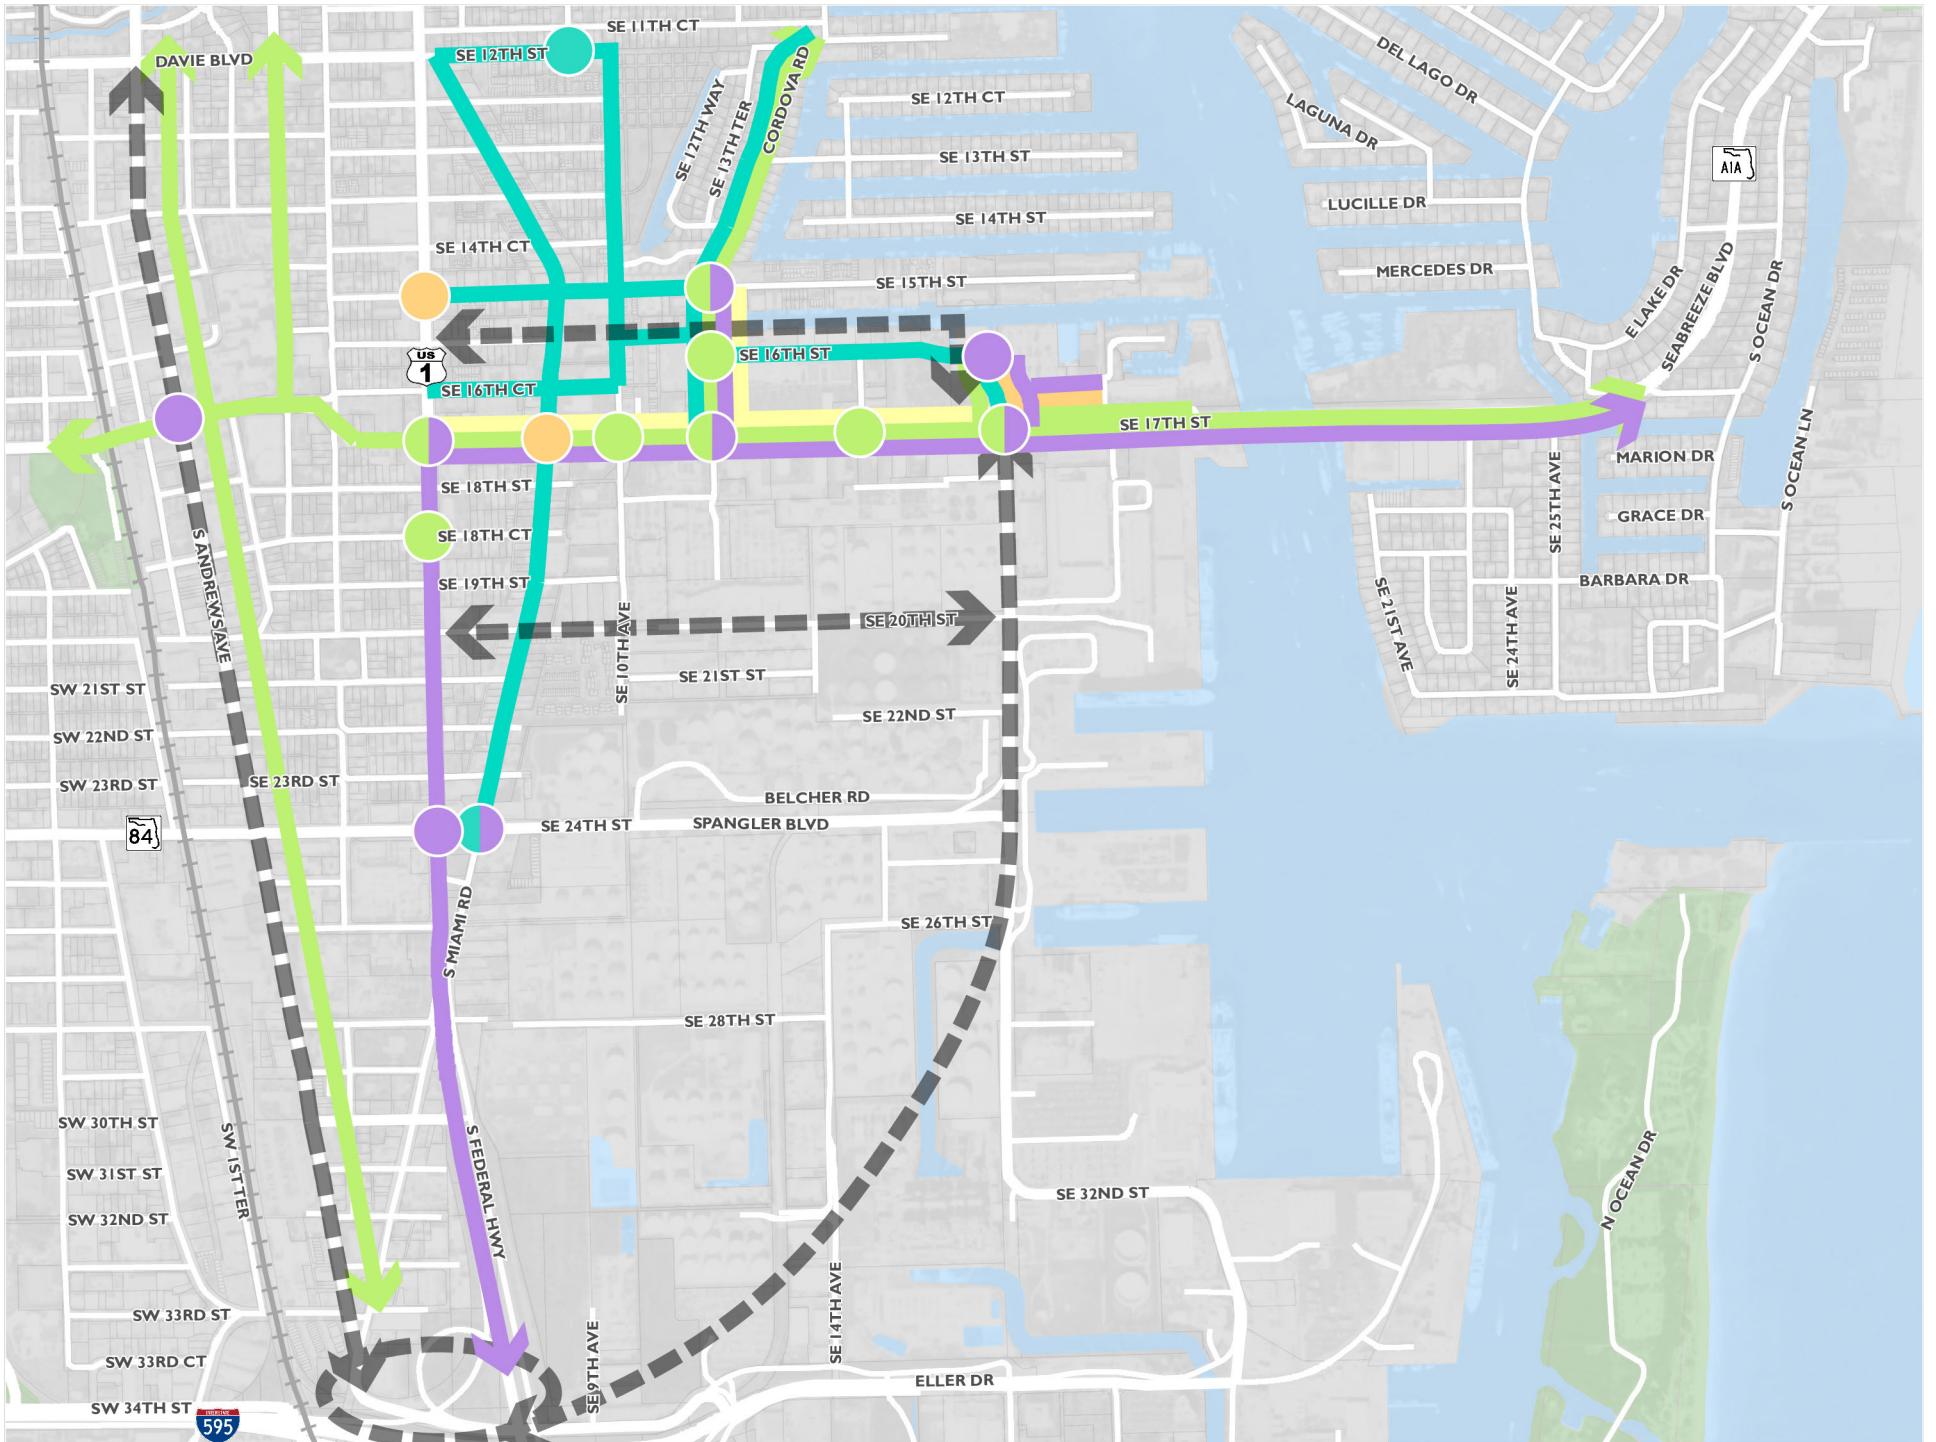 SE 11TH CT
DAVIE BLVD
SE 12TH ST
DEL LAGO DR
SE 12TH WAY
SE 13TH TER
CORDOVA RD
SE 12TH CT
LAGUNA DR
SE 13TH ST
A1A
LUCILLE DR
SE 14TH ST
SE 14TH CT
MERCEDES DR
SE 15TH ST
E LAKE DR
SEABREEZE BLVD
S OCEAN DR
US
1
SE 16TH ST
SE 16TH CT
SE 17TH ST
MARION DR
S OCEAN LN
SE 18TH ST
SE 25TH AVE
GRACE DR
SE 18TH CT
S ANDREWS AVE
SE 19TH ST
BARBARA DR
SE 21ST AVE
SE 24TH AVE
SE 10TH AVE
SE 20TH ST
SE 21ST ST
SW 21ST ST
SE 22ND ST
SW 22ND ST
SE 23RD ST
SW 23RD ST
BELCHER RD
84
SE 24TH ST
SPANGLER BLVD
S MIAMI RD
SE 26TH ST
SE 28TH ST
SW 30TH ST
SW 1ST TER
S FEDERAL HWY
SW 31ST ST
N OCEAN DR
SE 32ND ST
SW 32ND ST
SE 14TH AVE
SW 33RD ST
SE 9TH AVE
SW 33RD CT
ELLER DR
SW 34TH ST
INTERSTATE
595